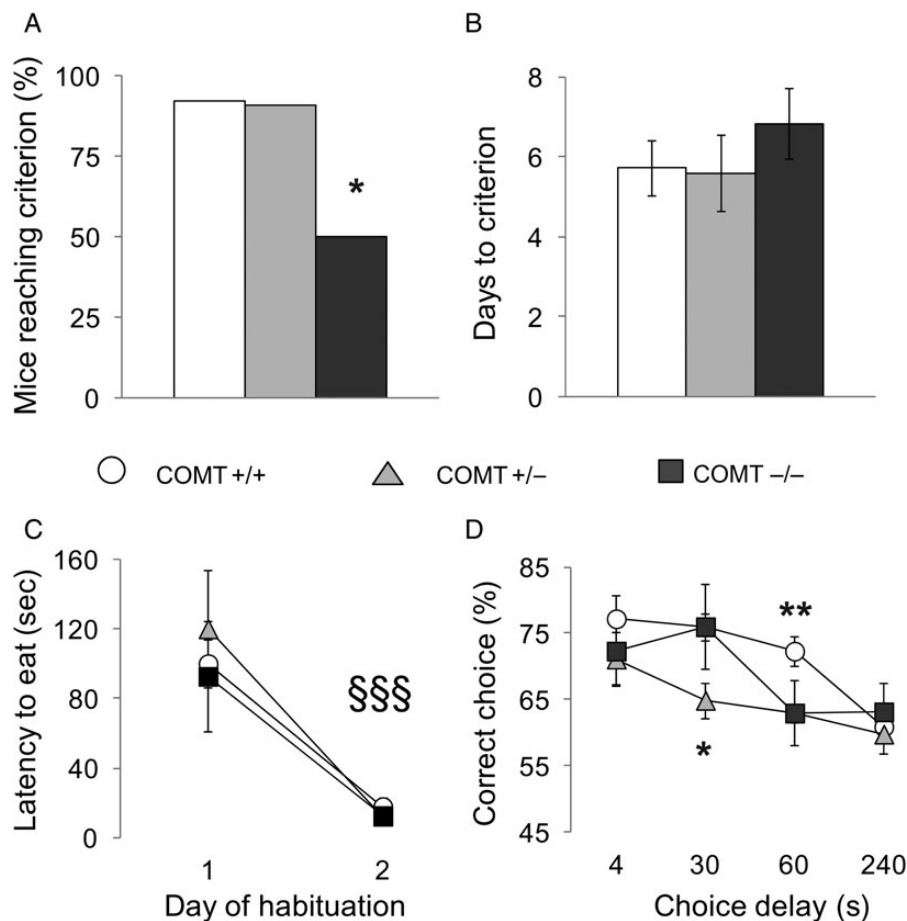 A
Mice reaching criterion (%)
100
75
50
25
0
*
B
Days to criterion
8
6
4
2
0
COMT +/+
COMT +/–
COMT –/–
C
Latency to eat (sec)
160
120
80
40
0
§§§
1
2
Day of habituation
D
Correct choice (%)
85
75
65
55
45
**
*
4
30
60
240
Choice delay (s)